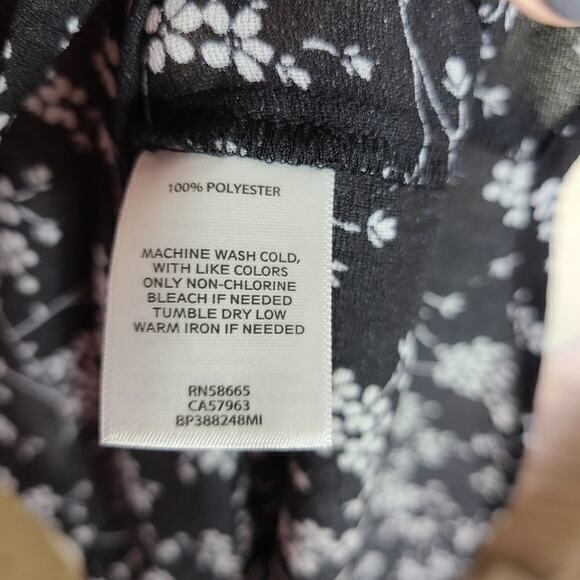 100% POLYESTER
MACHINE WASH COLD,
WITH LIKE COLORS
ONLY NON-CHLORINE
BLEACH IF NEEDED
TUMBLE DRY LOW
WARM IRON IF NEEDED
RN58665
CA57963
BP388248MI